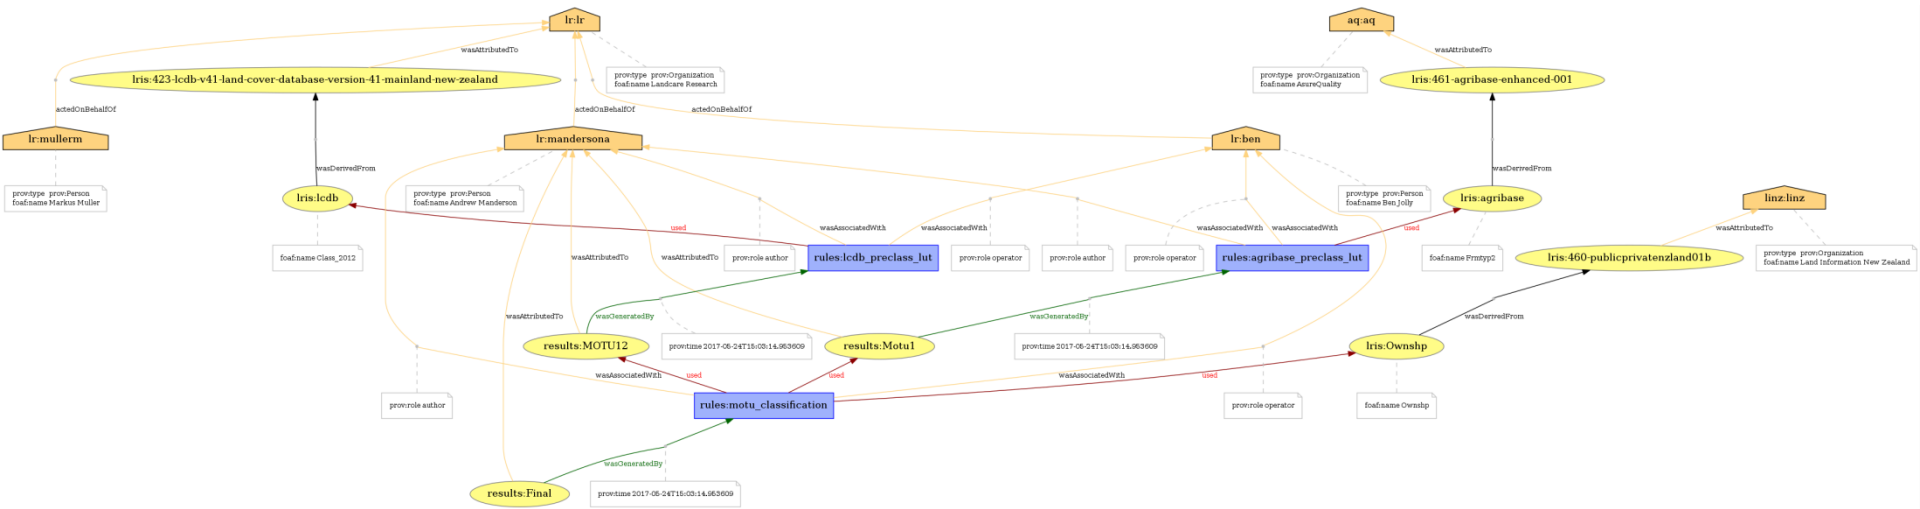 lr:lr
aq:aq
wasAttributedTo
wasAttributedTo
prov:type prov:Organization
foaf:name Landcare Research
prov:type prov:Organization
foaf:name AsureQuality
lris:423-lcdb-v41-land-cover-database-version-41-mainland-new-zealand
lris:461-agribase-enhanced-001
actedOnBehalfOf
actedOnBehalfOf
actedOnBehalfOf
lr:mullerm
lr:mandersona
lr:ben
wasDerivedFrom
wasDerivedFrom
prov:type prov:Person
foaf:name Markus Muller
lris:lcdb
prov:type prov:Person
foaf:name Andrew Manderson
prov:type prov:Person
foaf:name Ben Jolly
lris:agribase
linz:linz
used
wasAssociatedWith
wasAssociatedWith
wasAssociatedWith
wasAssociatedWith
used
wasAttributedTo
foaf:name Class_2012
wasAttributedTo
wasAttributedTo
prov:role author
rules:lcdb_preclass_lut
prov:role operator
prov:role author
prov:role operator
rules:agribase_preclass_lut
foaf:name Frmtyp2
lris:460-publicprivatenzland01b
prov:type prov:Organization
foaf:name Land Information New Zealand
wasAttributedTo
wasGeneratedBy
wasGeneratedBy
wasDerivedFrom
results:MOTU12
prov:time 2017-05-24T15:03:14.953609
results:Motu1
prov:time 2017-05-24T15:03:14.953609
lris:Ownshp
wasAssociatedWith
used
used
wasAssociatedWith
used
prov:role author
rules:motu_classification
prov:role operator
foaf:name Ownshp
wasGeneratedBy
results:Final
prov:time 2017-05-24T15:03:14.953609